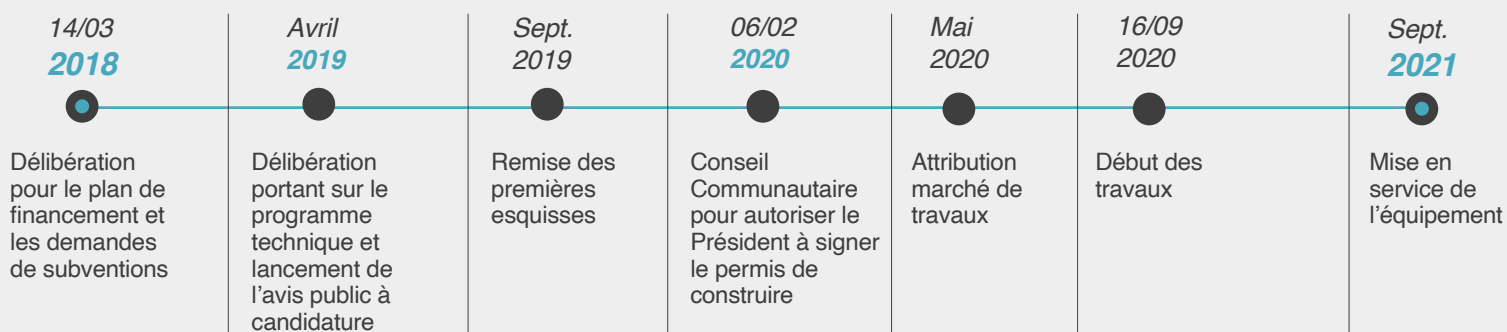 14/03
2018
Délibération
pour le plan de
financement et
les demandes
de subventions
Avril
2019
Délibération
portant sur le
programme
technique et
lancement de
l’avis public à
candidature
Sept.
2019
Remise des
premières
esquisses
06/02
2020
Conseil
Communautaire
pour autoriser le
Président à signer
le permis de
construire
Mai
2020
Attribution
marché de
travaux
16/09
2020
Début des
travaux
Sept.
2021
Mise en
service de
l’équipement